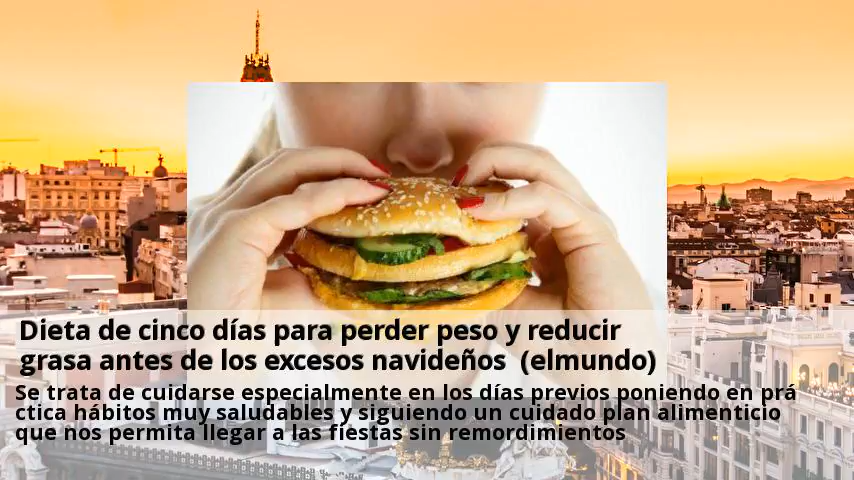 Dieta de cinco días para perder peso y reducir
grasa antes de los excesos navideños (elmundo)
Se trata de cuidarse especialmente en los días previos poniendo en prá
ctica hábitos muy saludables y siguiendo un cuidado plan alimenticio
que nos permita llegar a las fiestas sin remordimientos